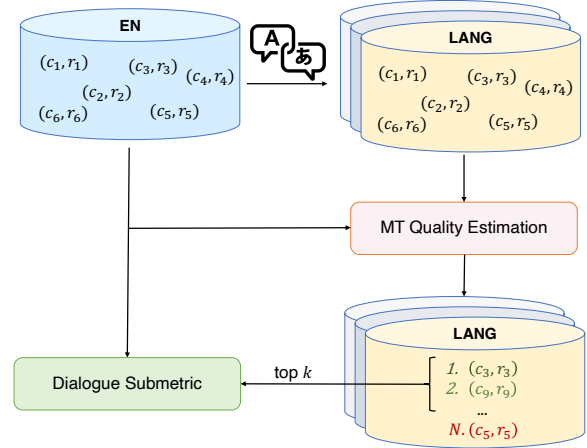 EN
(c₁, r₁)
(c₃, r₃)
(c₄, r₄)
(c₂, r₂)
(c₆, r₆)
(c₅, r₅)
A
あ
LANG
(c₁, r₁)
(c₃, r₃)
(c₄, r₄)
(c₂, r₂)
(c₆, r₆)
(c₅, r₅)
MT Quality Estimation
LANG
1. (c₃, r₃)
2. (c₉, r₉)
...
N. (c₅, r₅)
top k
Dialogue Submetric